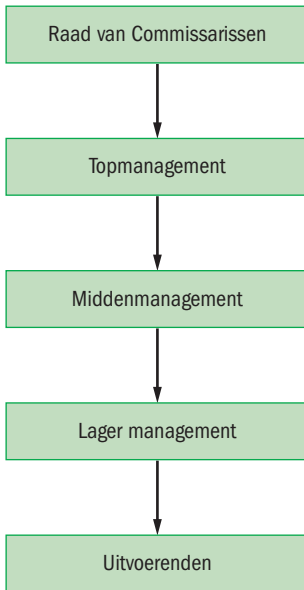 Raad van Commissarissen
Topmanagement
Middenmanagement
Lager management
Uitvoerenden